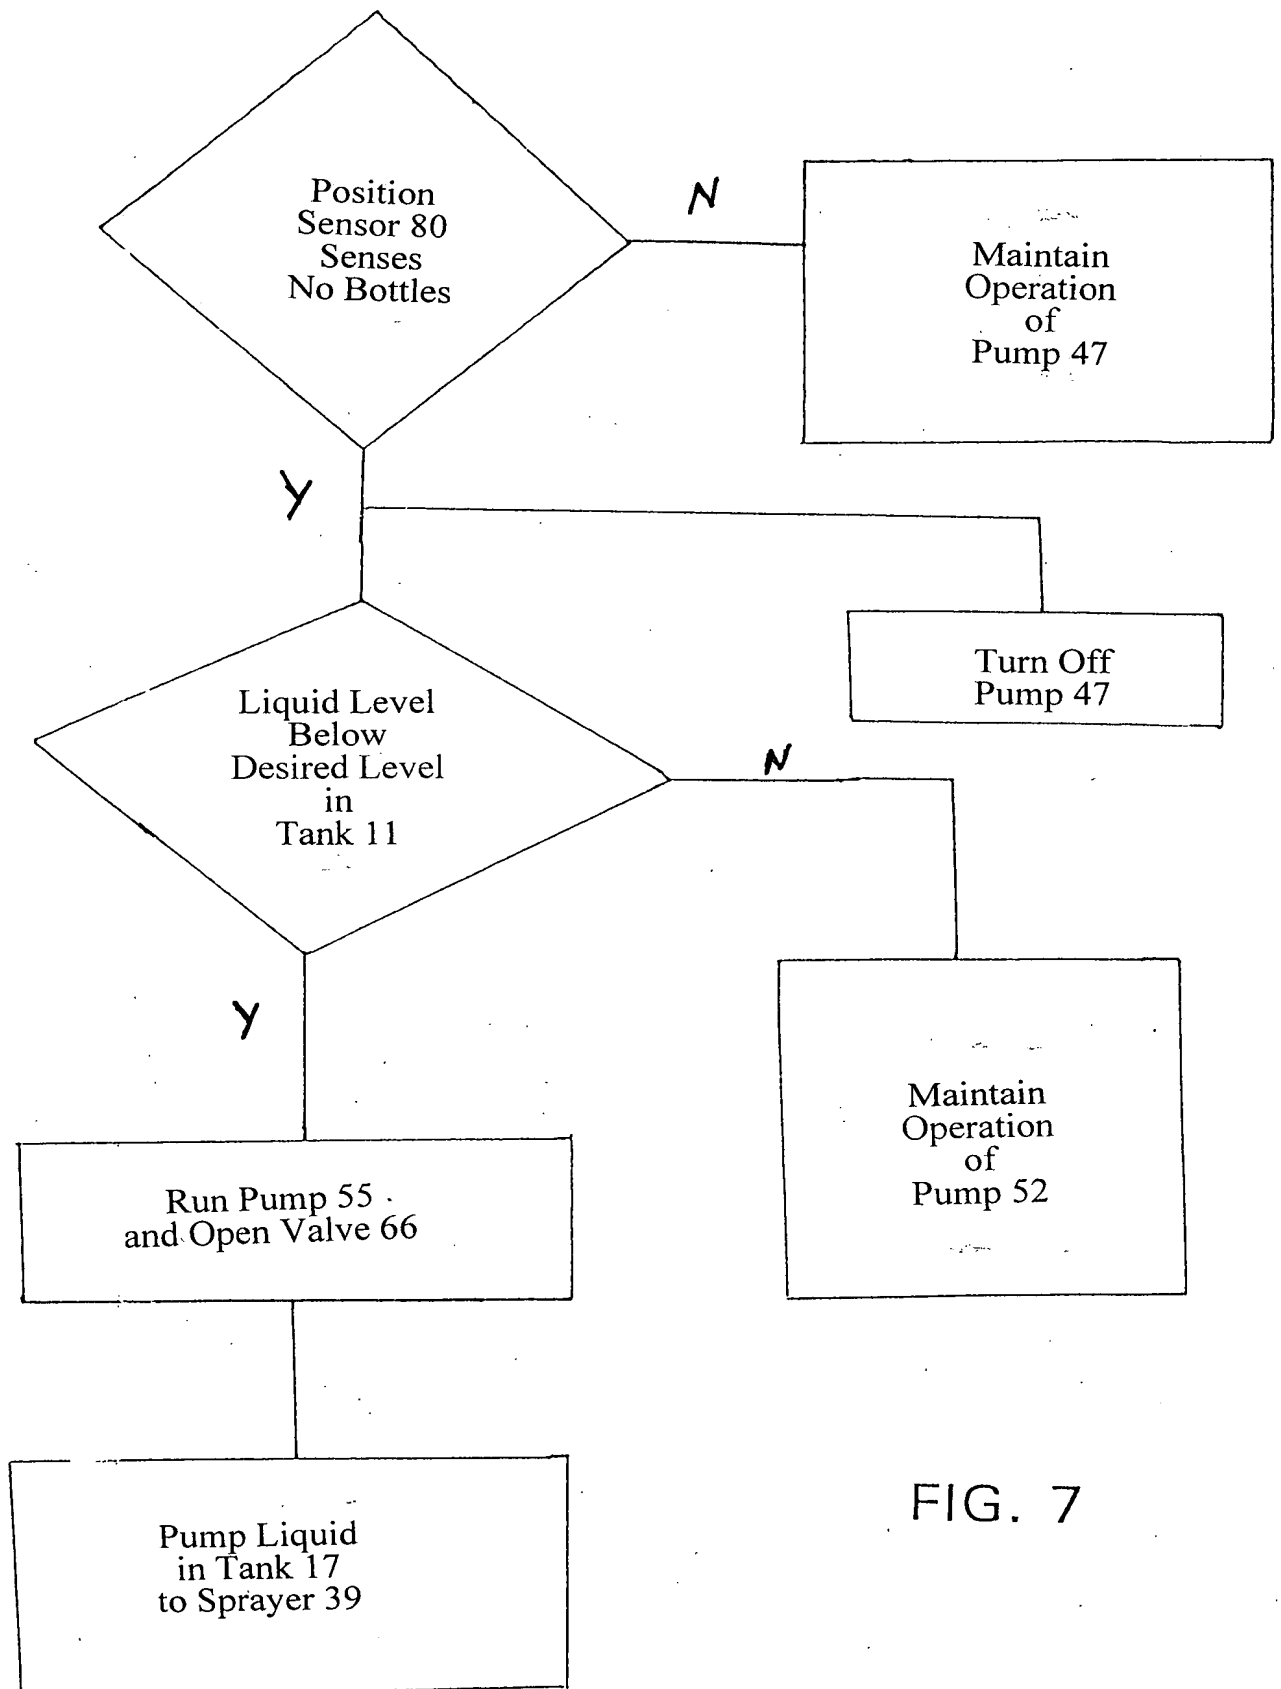 Position
Sensor 80
Senses
No Bottles
N
Maintain
Operation
of
Pump 47
Y
Turn Off
Pump 47
Liquid Level
Below
Desired Level
in
Tank 11
N
Y
Maintain
Operation
of
Pump 52
Run Pump 55
and Open Valve 66
Pump Liquid
in Tank 17
to Sprayer 39
FIG. 7